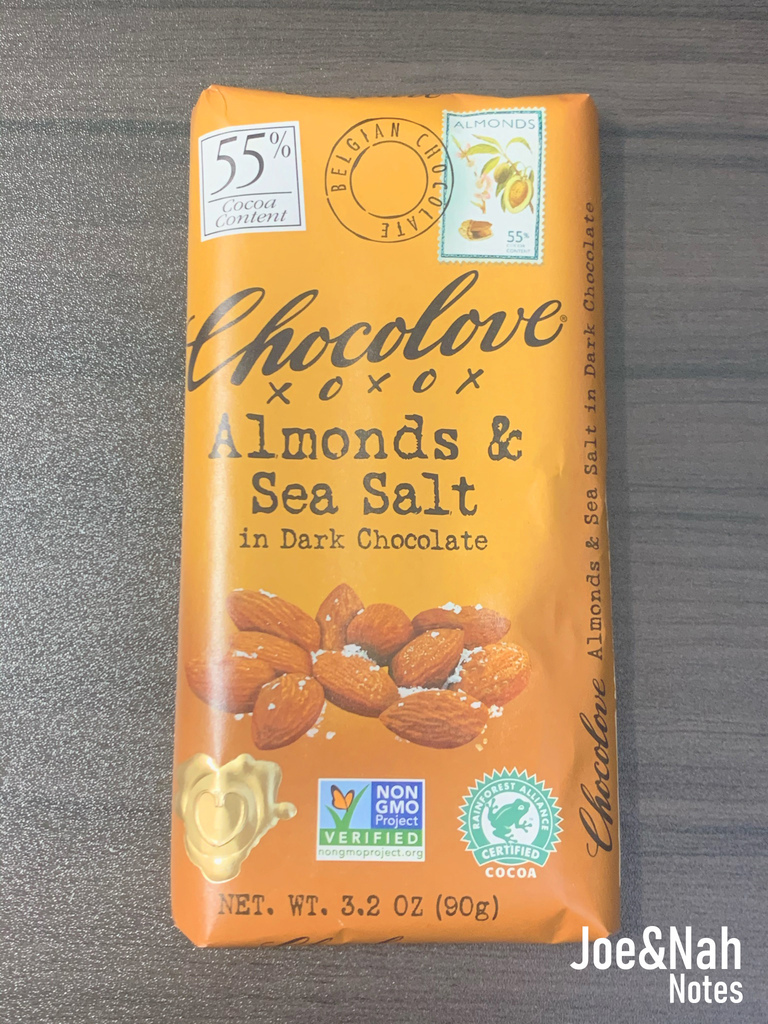 55%
Cocoa
Content
BELGIAN CHOCOLATE
ALMONDS
55%
COCOA
CONTENT
Chocolove®
XOXOX
Almonds &
Sea Salt
in Dark Chocolate
NON
GMO
Project
VERIFIED
nongmoproject.org
RAINFOREST ALLIANCE
CERTIFIED
COCOA
NET. WT. 3.2 OZ (90g)
Chocolove Almonds & Sea Salt in Dark Chocolate
Joe&Nah
Notes